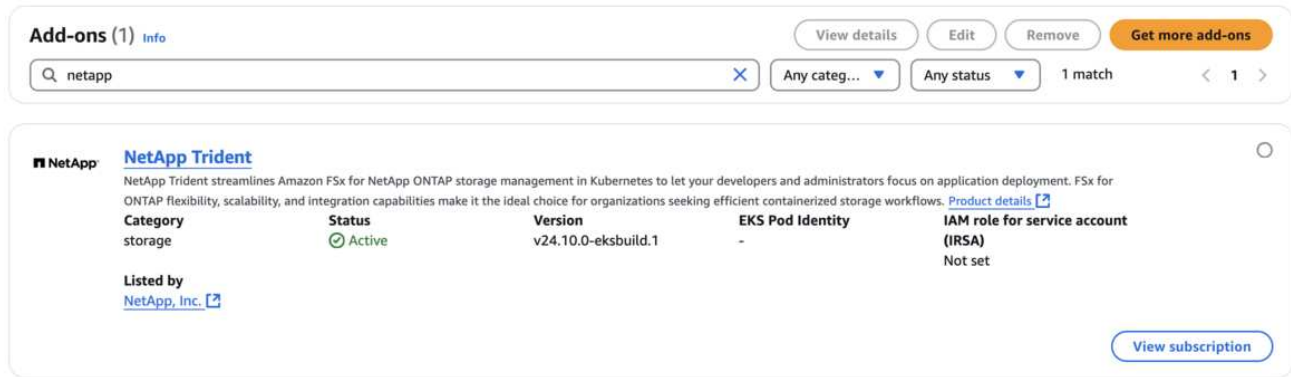 Add-ons (1) Info
View details
Edit
Remove
Get more add-ons
netapp
Any categ...
Any status
1 match
1
NetApp
NetApp Trident
NetApp Trident streamlines Amazon FSx for NetApp ONTAP storage management in Kubernetes to let your developers and administrators focus on application deployment. FSx for
ONTAP flexibility, scalability, and integration capabilities make it the ideal choice for organizations seeking efficient containerized storage workflows. Product details
Category
Status
Version
EKS Pod Identity
IAM role for service account
(IRSA)
storage
Active
v24.10.0-eksbuild.1
-
Not set
Listed by
NetApp, Inc.
View subscription